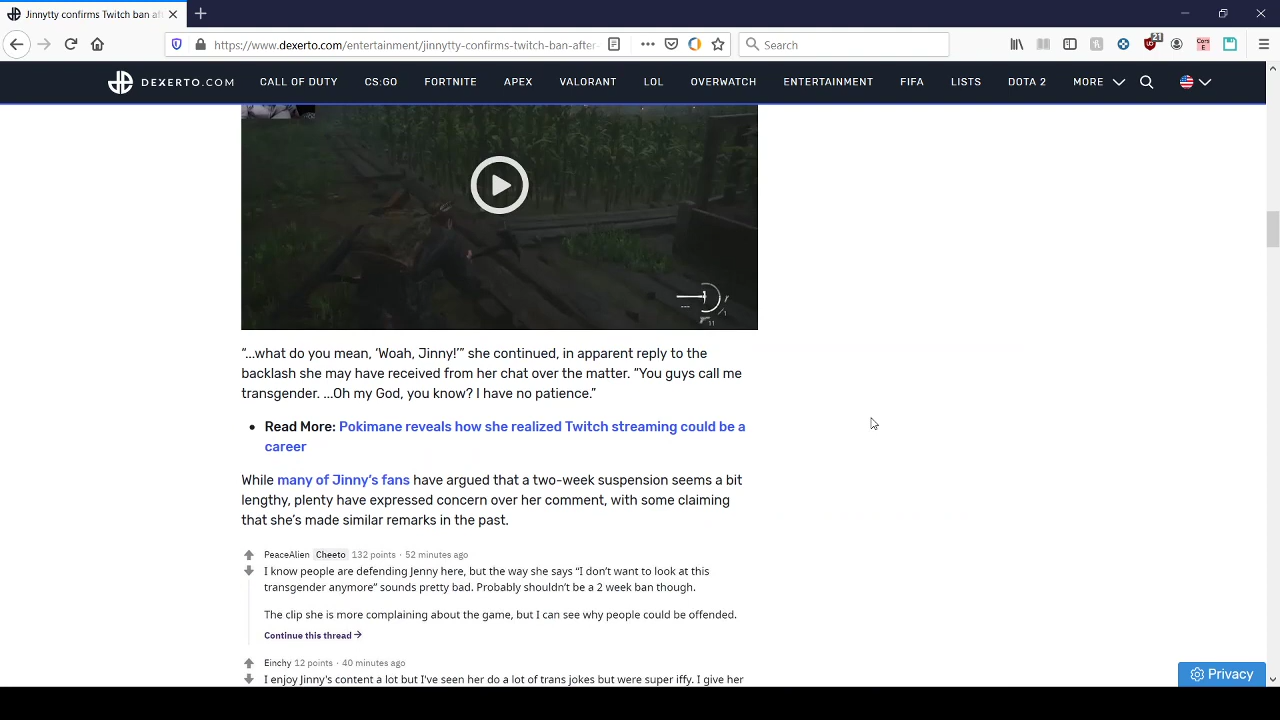 Jinnytty confirms Twitch ban aft
https://www.dexerto.com/entertainment/jinnytty-confirms-twitch-ban-after-
Search
21
DEXERTO.COM
CALL OF DUTY
CS:GO
FORTNITE
APEX
VALORANT
LOL
OVERWATCH
ENTERTAINMENT
FIFA
LISTS
DOTA 2
MORE
“...what do you mean, ‘Woah, Jinny!’” she continued, in apparent reply to the
backlash she may have received from her chat over the matter. “You guys call me
transgender. ...Oh my God, you know? I have no patience.”
• Read More: Pokimane reveals how she realized Twitch streaming could be a
career
While many of Jinny’s fans have argued that a two-week suspension seems a bit
lengthy, plenty have expressed concern over her comment, with some claiming
that she’s made similar remarks in the past.
PeaceAlien Cheeto 132 points · 52 minutes ago
I know people are defending Jenny here, but the way she says “I don’t want to look at this
transgender anymore” sounds pretty bad. Probably shouldn’t be a 2 week ban though.
The clip she is more complaining about the game, but I can see why people could be offended.
Continue this thread →
Einchy 12 points · 40 minutes ago
I enjoy Jinny's content a lot but I've seen her do a lot of trans jokes but were super iffy. I give her
Privacy